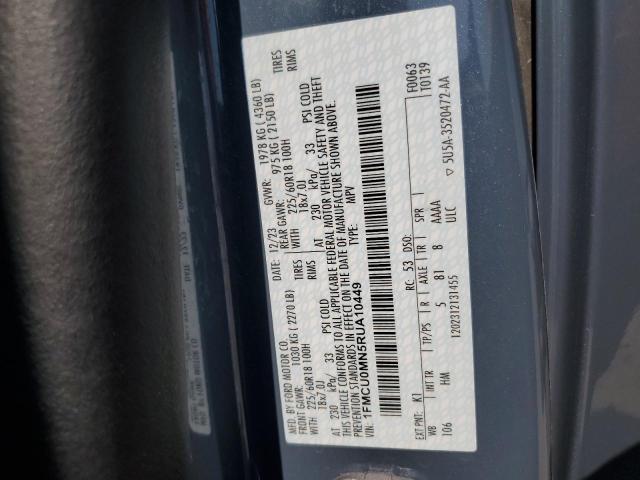 MFD. BY FORD MOTOR CO.
12/23
GVWR: 1978 KG ( 4360 LB)
FRONT GAWR: 1030 KG ( 2270 LB)
REAR GAWR: 975 KG ( 2150 LB)
225/60R18 100H TIRES
WITH 225/60R18 100H TIRES
WITH 18x7.0J RIMS
18x7.0J RIMS
AT 230 kPa/ 33 PSI COLD
AT 230 kPa/ 33 PSI COLD
THIS VEHICLE CONFORMS TO ALL APPLICABLE FEDERAL MOTOR VEHICLE SAFETY AND THEFT
PREVENTION STANDARDS IN EFFECT ON THE DATE OF MANUFACTURE SHOWN ABOVE.
VIN: 1FMCU0MN5RUA10449
TYPE: MPV
F0063
T0139
EXT PNT: K1 RC: 53 DSO:
WB INT TR TP/PS R AXLE TR SPR
106 HM 5 81 8 AAAA
1202312131455 ULC
▽ 5U5A-3520472-AA